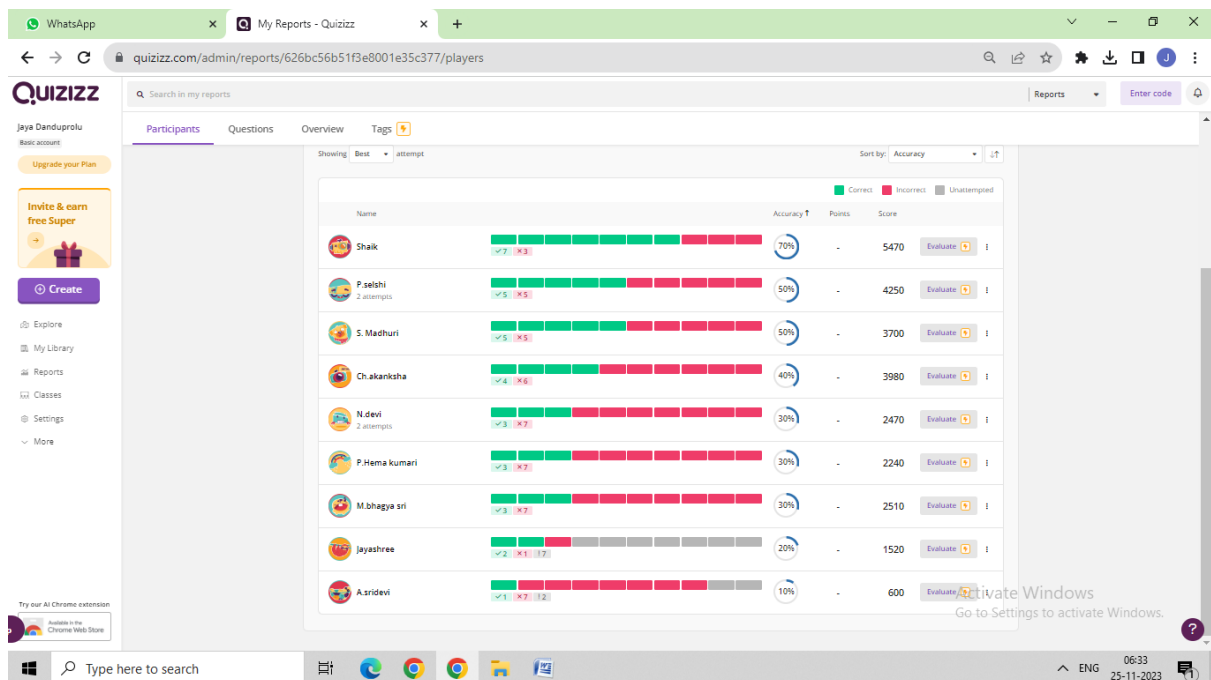 WhatsApp
My Reports - Quizizz
quizizz.com/admin/reports/626bc56b51f3e8001e35c377/players
J
QUIZIZZ
Search in my reports
Reports
Enter code
Jaya Danduprolu
Basic account
Upgrade your Plan
Invite & earn
free Super
Create
Explore
My Library
Reports
Classes
Settings
More
Try our AI Chrome extension
Available in the
Chrome Web Store
Participants Questions Overview Tags
Showing Best attempt
Sort by: Accuracy
Correct Incorrect Unattempted
Name Accuracy Points Score
Shaik 70% - 5470 Evaluate
7 3
P.selshi 50% - 4250 Evaluate
2 attempts 5 5
S. Madhuri 50% - 3700 Evaluate
5 5
Ch.akanksha 40% - 3980 Evaluate
4 6
N.devi 30% - 2470 Evaluate
2 attempts 3 7
P.Hema kumari 30% - 2240 Evaluate
3 7
M.bhagya sri 30% - 2510 Evaluate
3 7
Jayashree 20% - 1520 Evaluate
2 1 7
A.sridevi 10% - 600 Evaluate
1 7 2
Activate Windows
Go to Settings to activate Windows.
?
Type here to search
ENG
06:33
25-11-2023